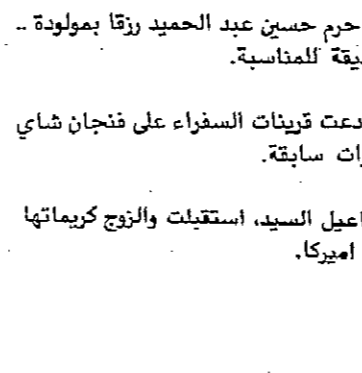 حرم حسين عبد الحميد رزقا بمولودة ..
يقة للمناسبة.
دعت قرينات السفراء على فنجان شاي
ات سابقة.
اعيل السيد، استقبلت والزوج كريماتها
اميركا.